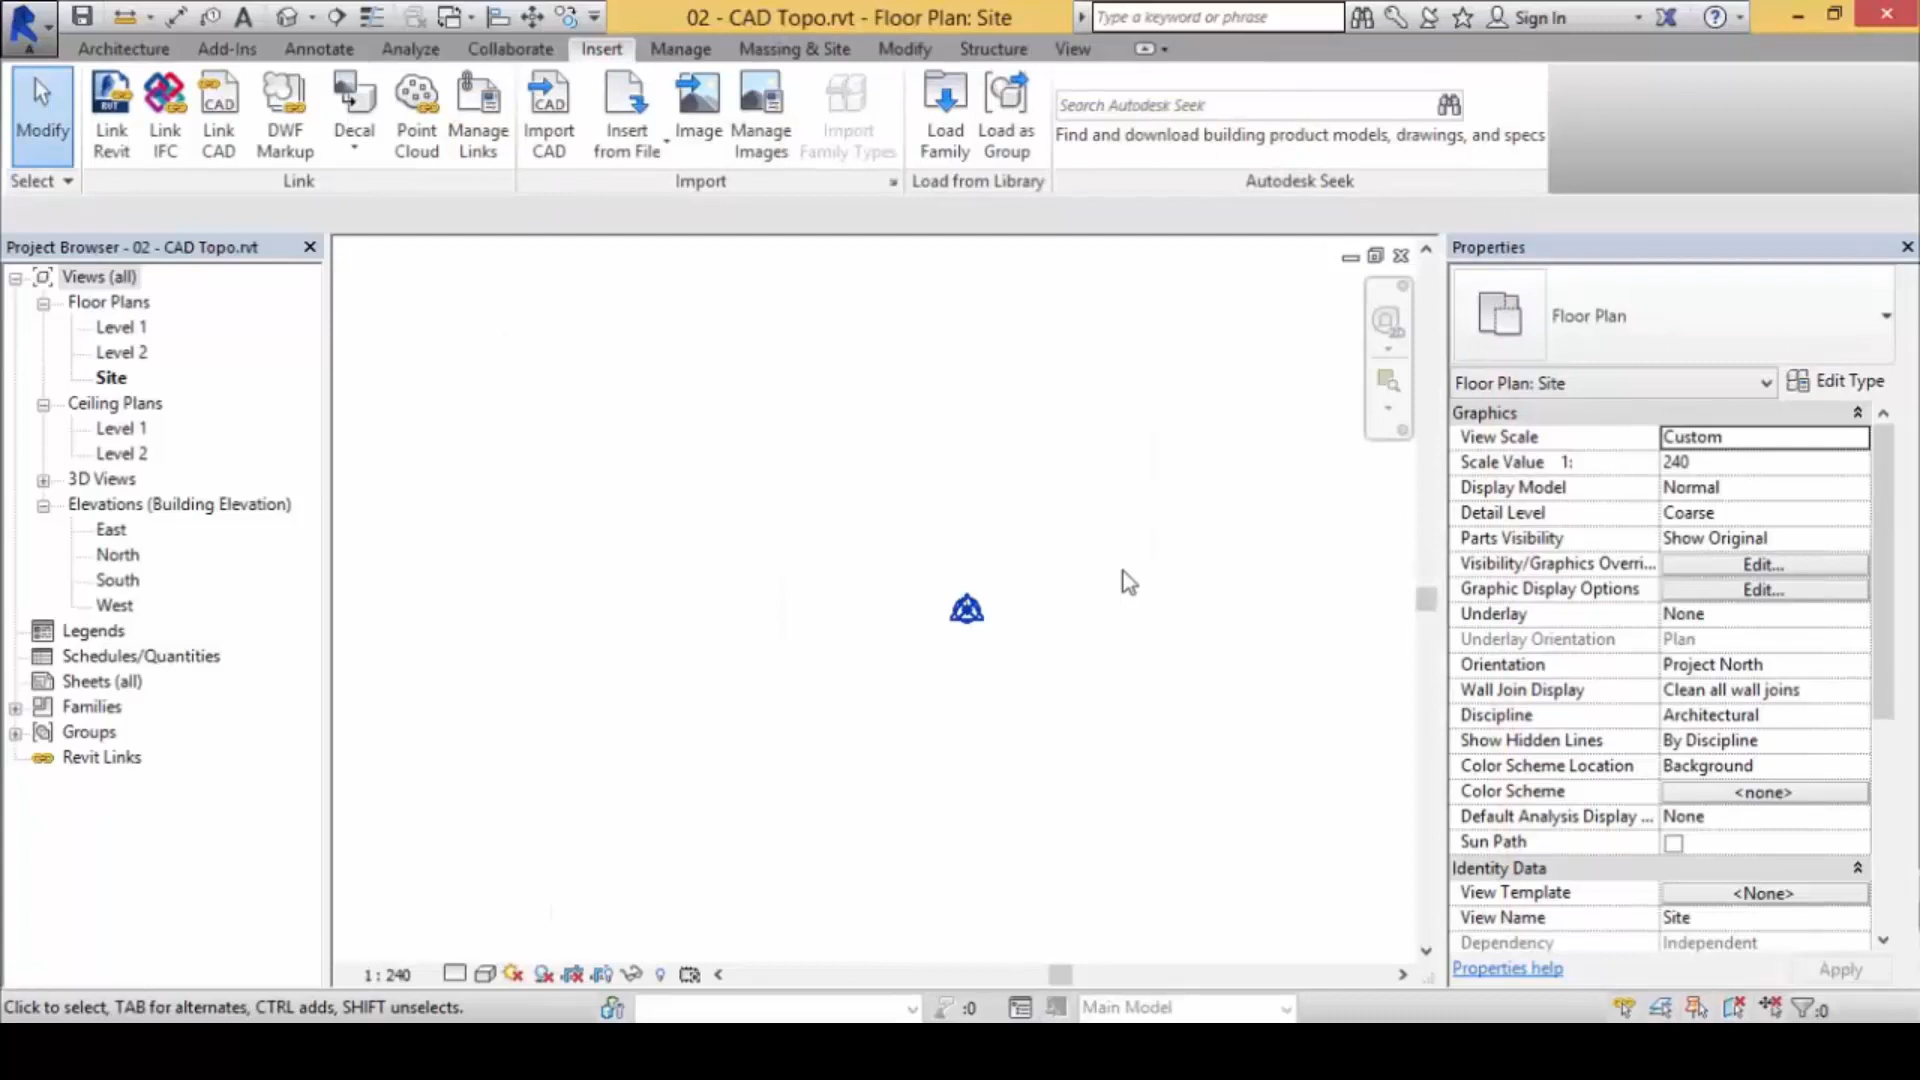 02 - CAD Topo.rvt - Floor Plan: Site
Type a keyword or phrase
Sign In
Architecture Add-Ins Annotate Analyze Collaborate Insert Manage Massing & Site Modify Structure View
Modify
Link Revit
Link IFC
Link CAD
DWF Markup
Decal
Point Cloud
Manage Links
Import CAD
Insert from File
Image
Manage Images
Import Family Types
Load Family
Load as Group
Search Autodesk Seek
Find and download building product models, drawings, and specs
Select
Link
Import
Load from Library
Autodesk Seek
Project Browser - 02 - CAD Topo.rvt
Views (all)
Floor Plans
Level 1
Level 2
Site
Ceiling Plans
Level 1
Level 2
3D Views
Elevations (Building Elevation)
East
North
South
West
Legends
Schedules/Quantities
Sheets (all)
Families
Groups
Revit Links
2D
Properties
Floor Plan
Floor Plan: Site
Edit Type
Graphics
View Scale Custom
Scale Value 1: 240
Display Model Normal
Detail Level Coarse
Parts Visibility Show Original
Visibility/Graphics Overri... Edit...
Graphic Display Options Edit...
Underlay None
Underlay Orientation Plan
Orientation Project North
Wall Join Display Clean all wall joins
Discipline Architectural
Show Hidden Lines By Discipline
Color Scheme Location Background
Color Scheme <none>
Default Analysis Display ... None
Sun Path
Identity Data
View Template <None>
View Name Site
Dependency Independent
Properties help
Apply
1 : 240
Click to select, TAB for alternates, CTRL adds, SHIFT unselects.
:0
Main Model
:0